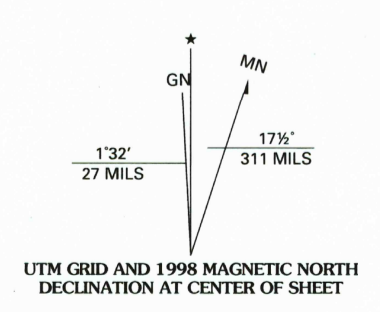 ★
GN
MN
1°32′
27 MILS
17½°
311 MILS
UTM GRID AND 1998 MAGNETIC NORTH
DECLINATION AT CENTER OF SHEET